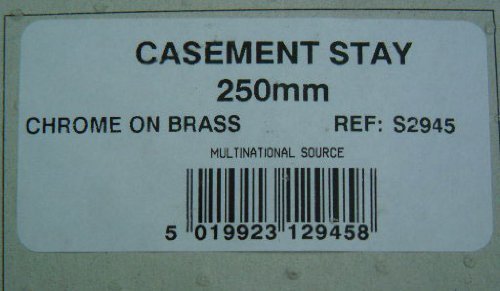 CASEMENT STAY
250mm
CHROME ON BRASS REF: S2945
MULTINATIONAL SOURCE
5 019923 129458